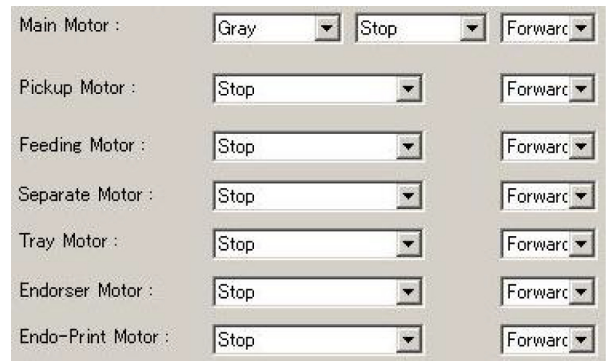 Main Motor : Gray Stop Forwarc
Pickup Motor : Stop Forwarc
Feeding Motor : Stop Forwarc
Separate Motor : Stop Forwarc
Tray Motor : Stop Forwarc
Endorser Motor : Stop Forwarc
Endo-Print Motor : Stop Forwarc